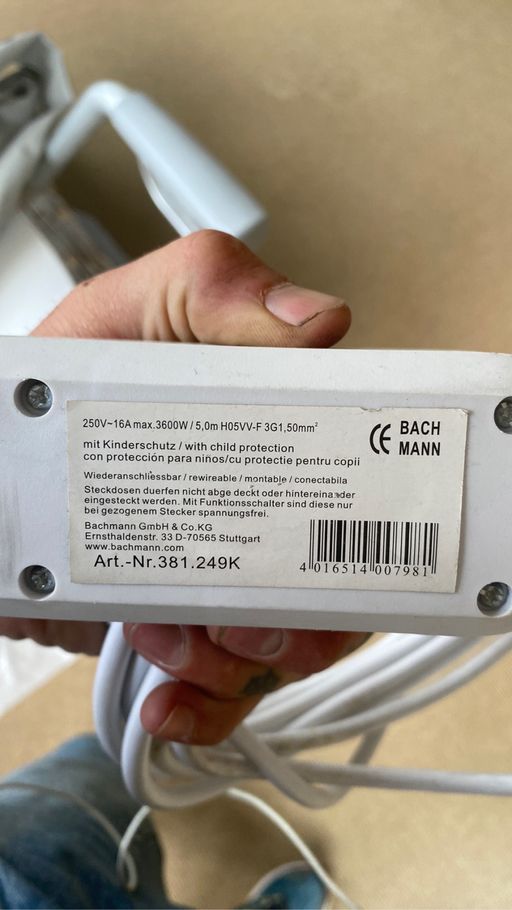 250V~16A max.3600W / 5,0m H05VV-F 3G1,50mm²
mit Kinderschutz / with child protection
con protección para niños/cu protectie pentru copii
Wiederanschliessbar / rewireable / montable / conectabila
Steckdosen duerfen nicht abge deckt oder hintereinander
eingesteckt werden. Mit Funktionsschalter sind diese nur
bei gezogenem Stecker spannungsfrei.
Bachmann GmbH & Co.KG
Ernsthaldenstr. 33 D-70565 Stuttgart
www.bachmann.com
Art.-Nr.381.249K
CE
BACH
MANN
4 016514 007981